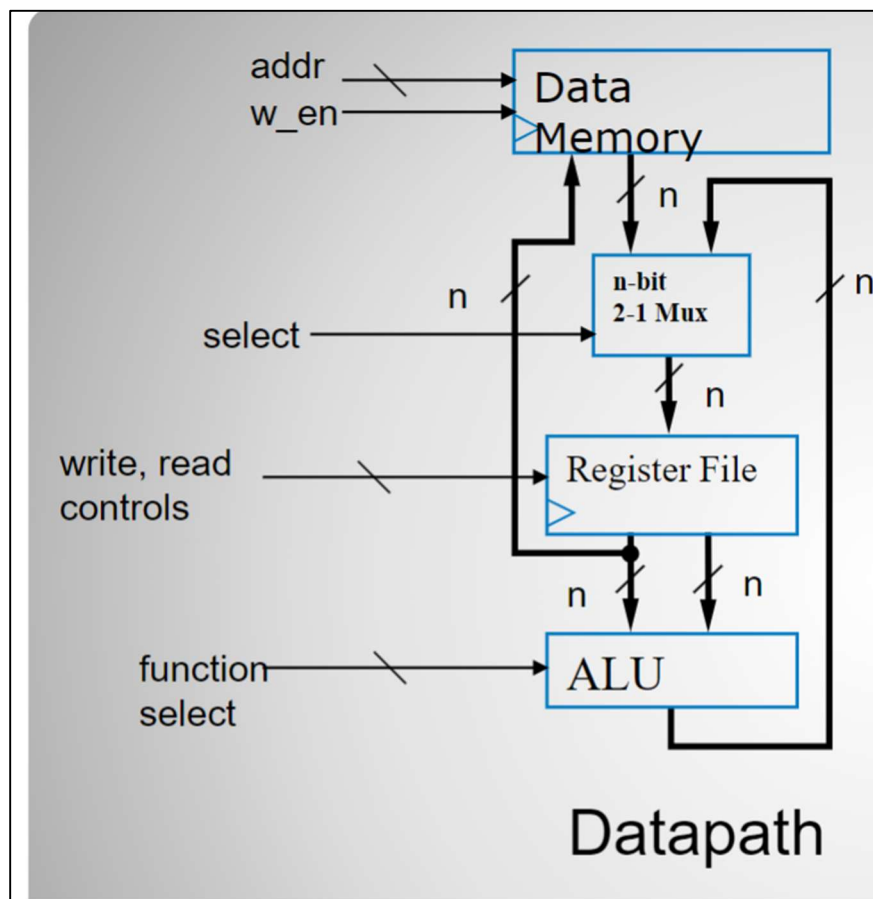 addr
w_en
Data
Memory
n
n-bit
2-1 Mux
n
n
select
n
write, read
controls
Register File
n
n
function
select
ALU
Datapath